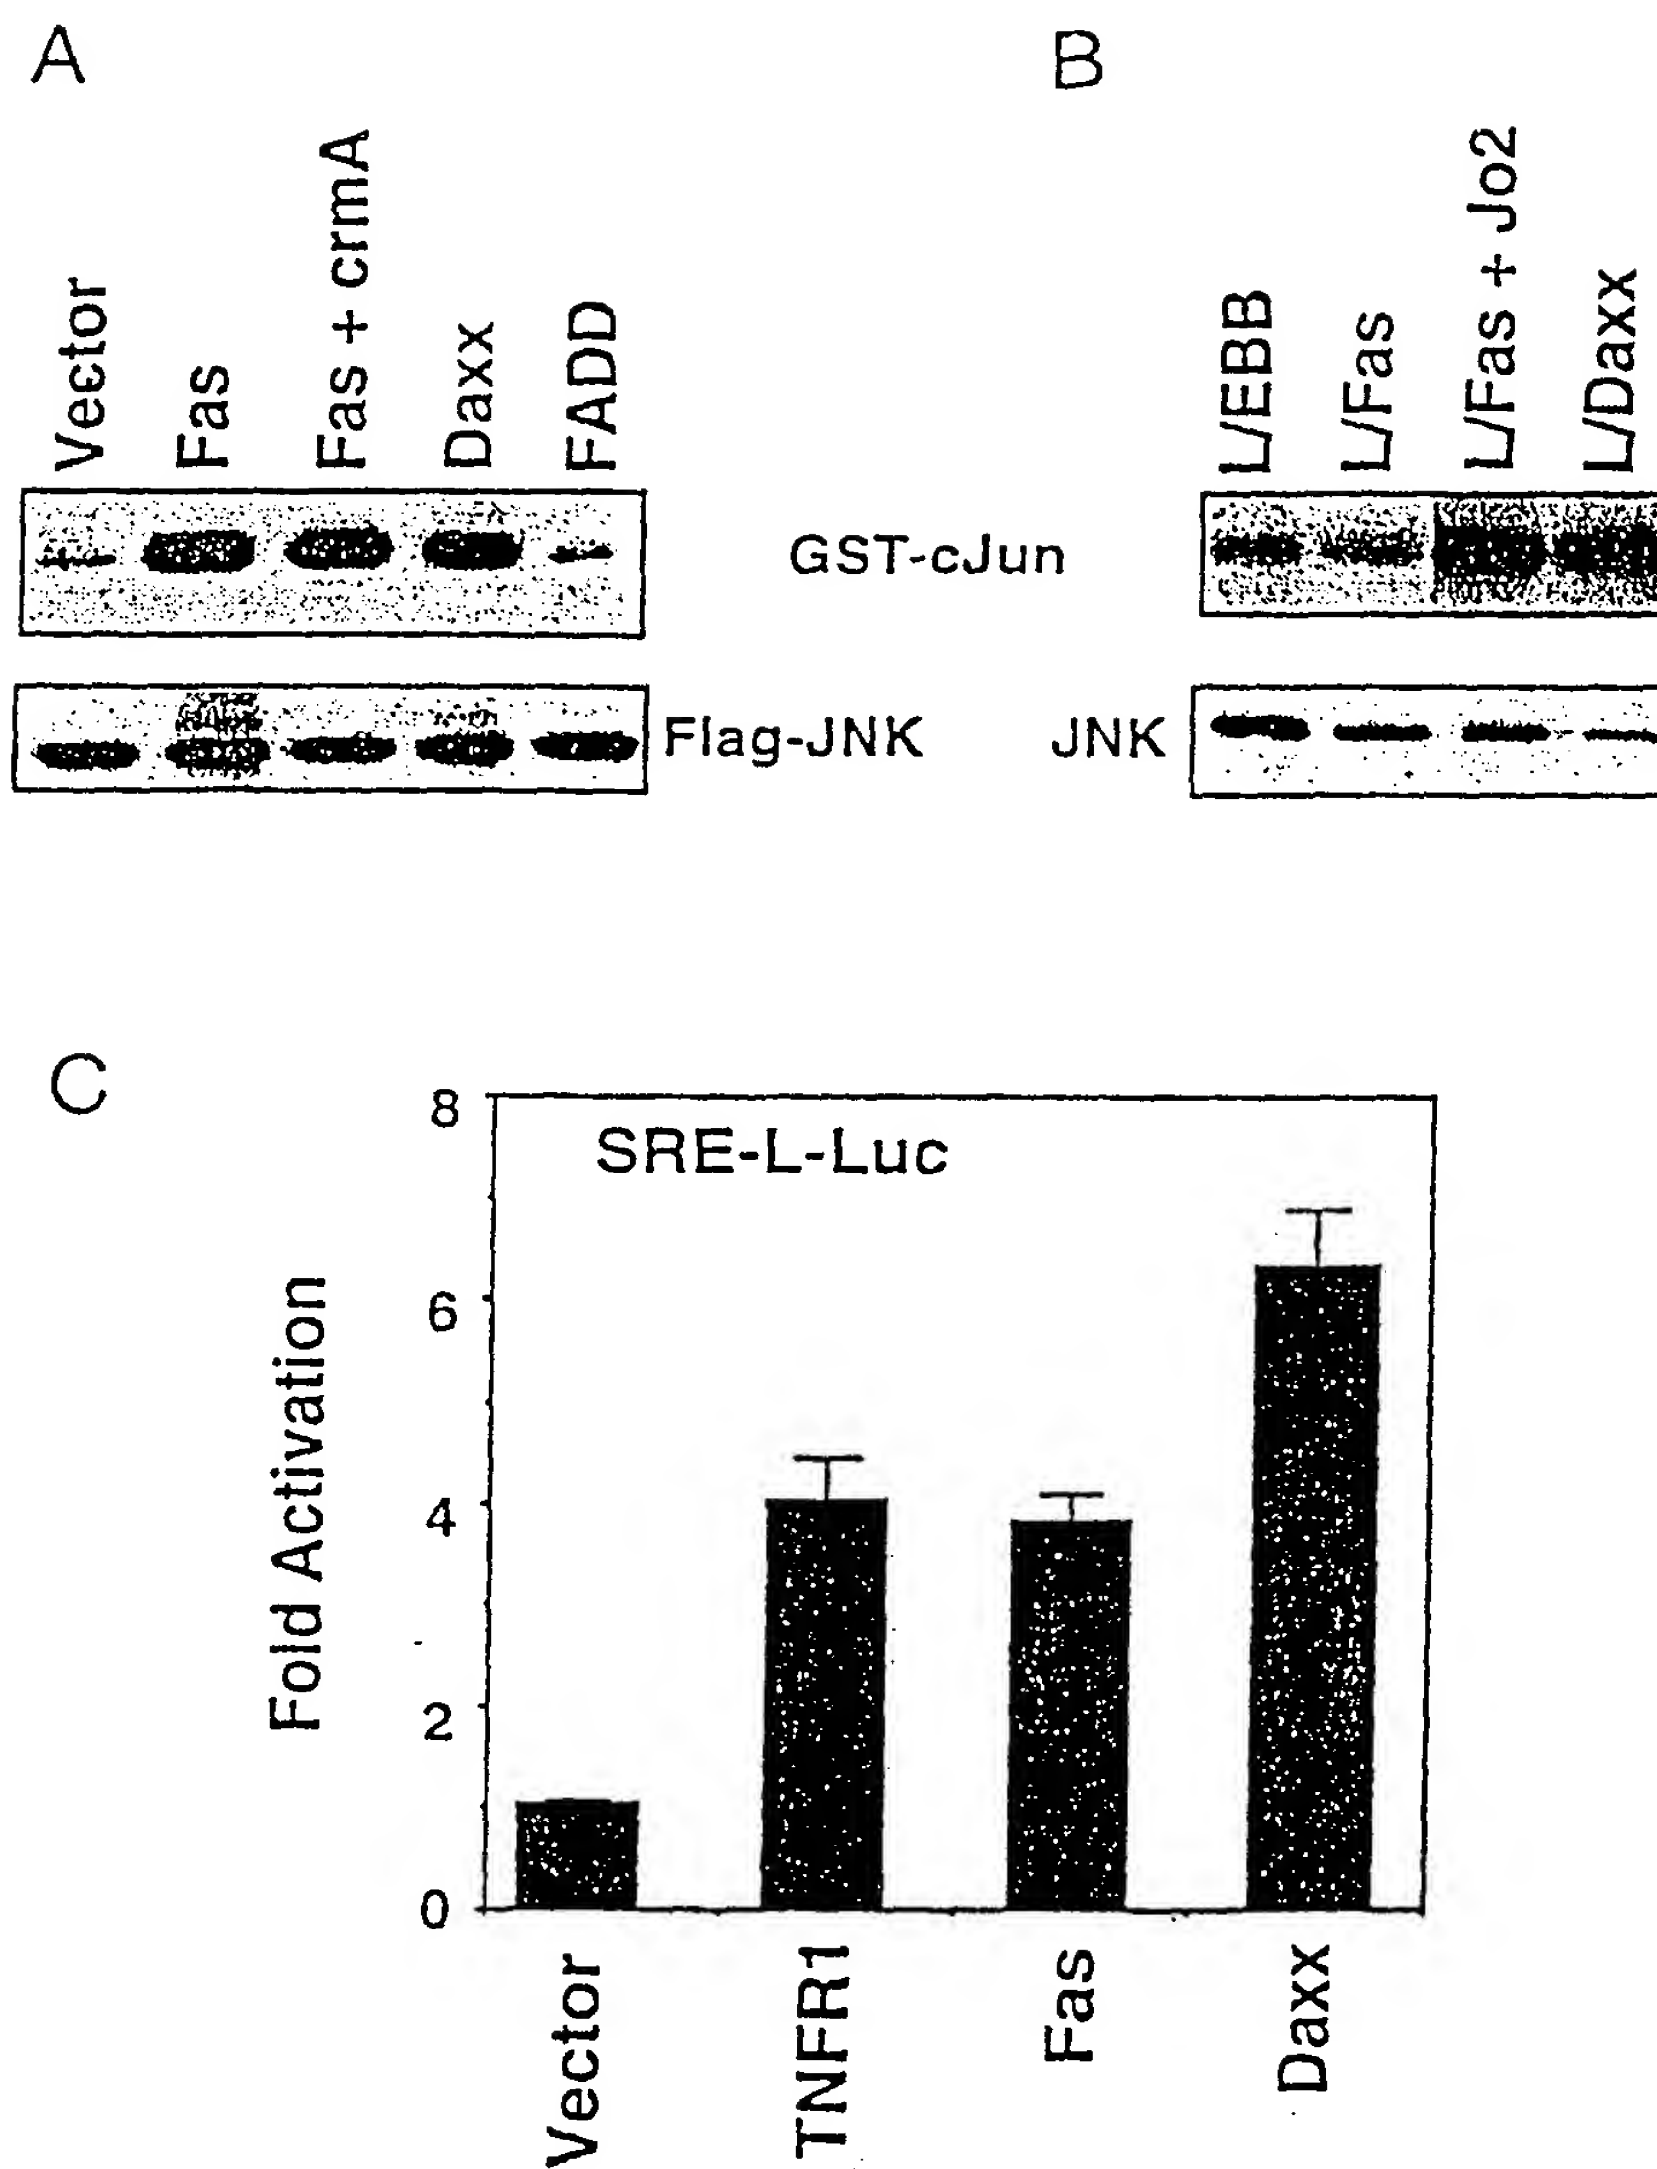 A
B
Vector
Fas
Fas + crmA
Daxx
FADD
L/EBB
L/Fas
L/Fas + Jo2
L/Daxx
GST-cJun
Flag-JNK
JNK
C
8
6
4
2
0
Fold Activation
SRE-L-Luc
Vector
TNFR1
Fas
Daxx